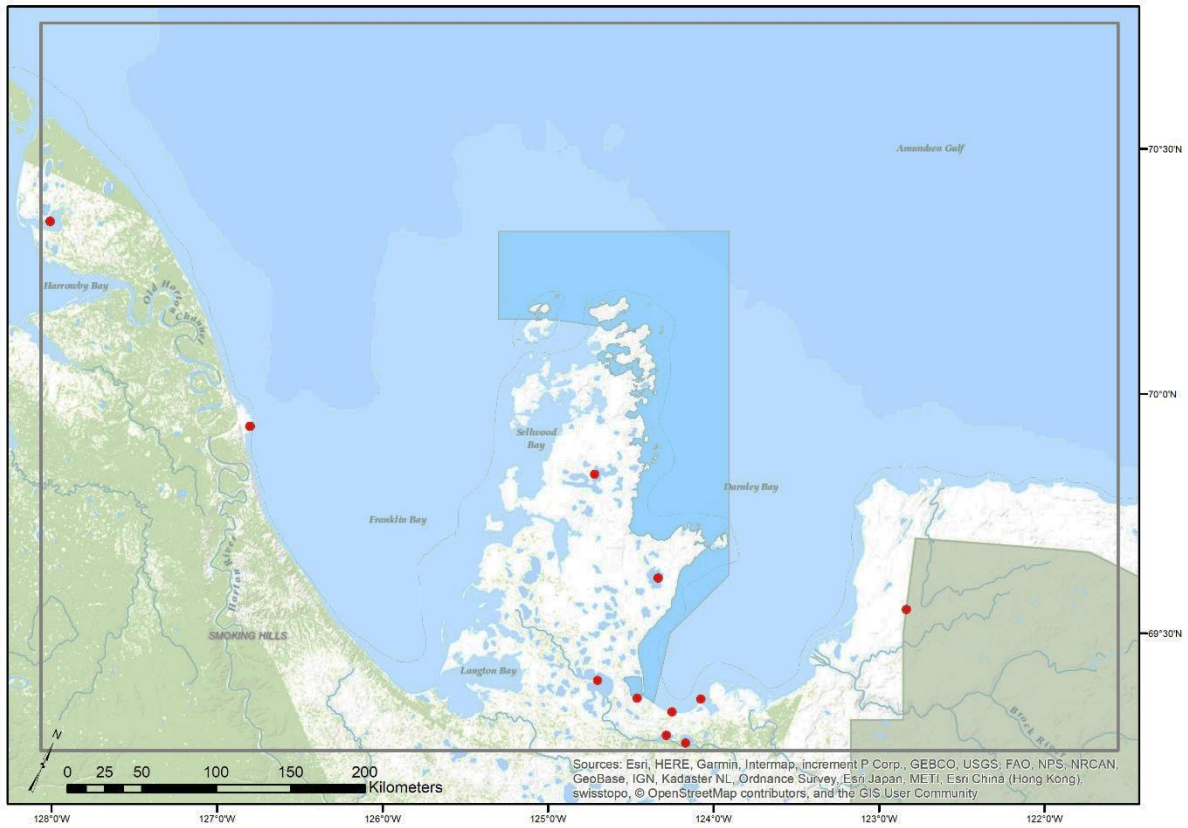 Amundsen Gulf
70°30'N
Harrowby Bay
Old Horton Channel
70°0'N
Sellwood
Bay
Darnley Bay
Franklin Bay
Horton River
SMOKING HILLS
69°30'N
Langton Bay
Brock River
N
0 25 50 100 150 200
Kilometers
Sources: Esri, HERE, Garmin, Intermap, increment P Corp., GEBCO, USGS, FAO, NPS, NRCAN,
GeoBase, IGN, Kadaster NL, Ordnance Survey, Esri Japan, METI, Esri China (Hong Kong),
swisstopo, © OpenStreetMap contributors, and the GIS User Community
128°0'W 127°0'W 126°0'W 125°0'W 124°0'W 123°0'W 122°0'W